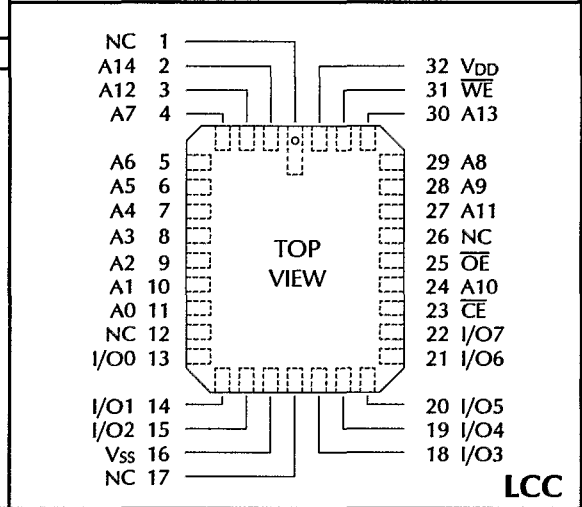 NC 1
A14 2
A12 3
A7 4
32 VDD
31 W̅E̅
30 A13
A6 5
A5 6
A4 7
A3 8
A2 9
A1 10
A0 11
NC 12
I/O0 13
TOP
VIEW
29 A8
28 A9
27 A11
26 NC
25 O̅E̅
24 A10
23 C̅E̅
22 I/O7
21 I/O6
I/O1 14
I/O2 15
Vss 16
NC 17
20 I/O5
19 I/O4
18 I/O3
LCC